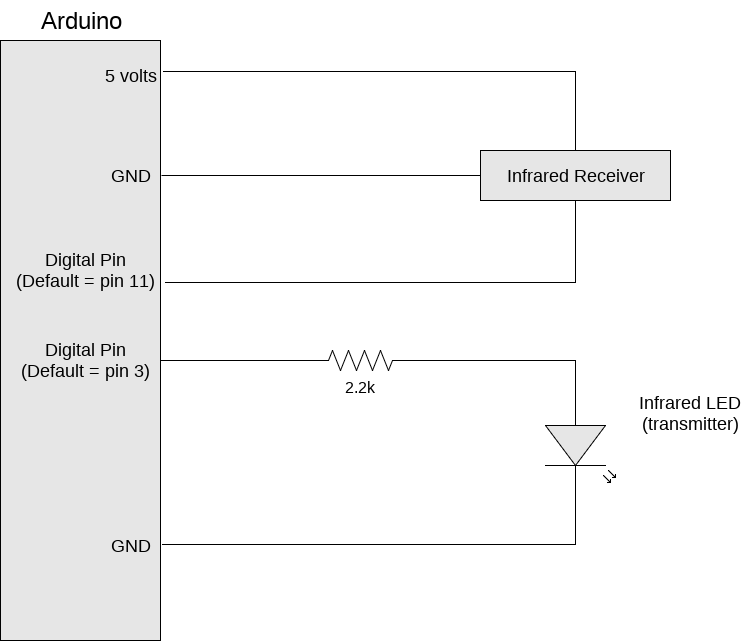 Arduino
5 volts
GND
Infrared Receiver
Digital Pin
(Default = pin 11)
Digital Pin
(Default = pin 3)
2.2k
Infrared LED
(transmitter)
GND